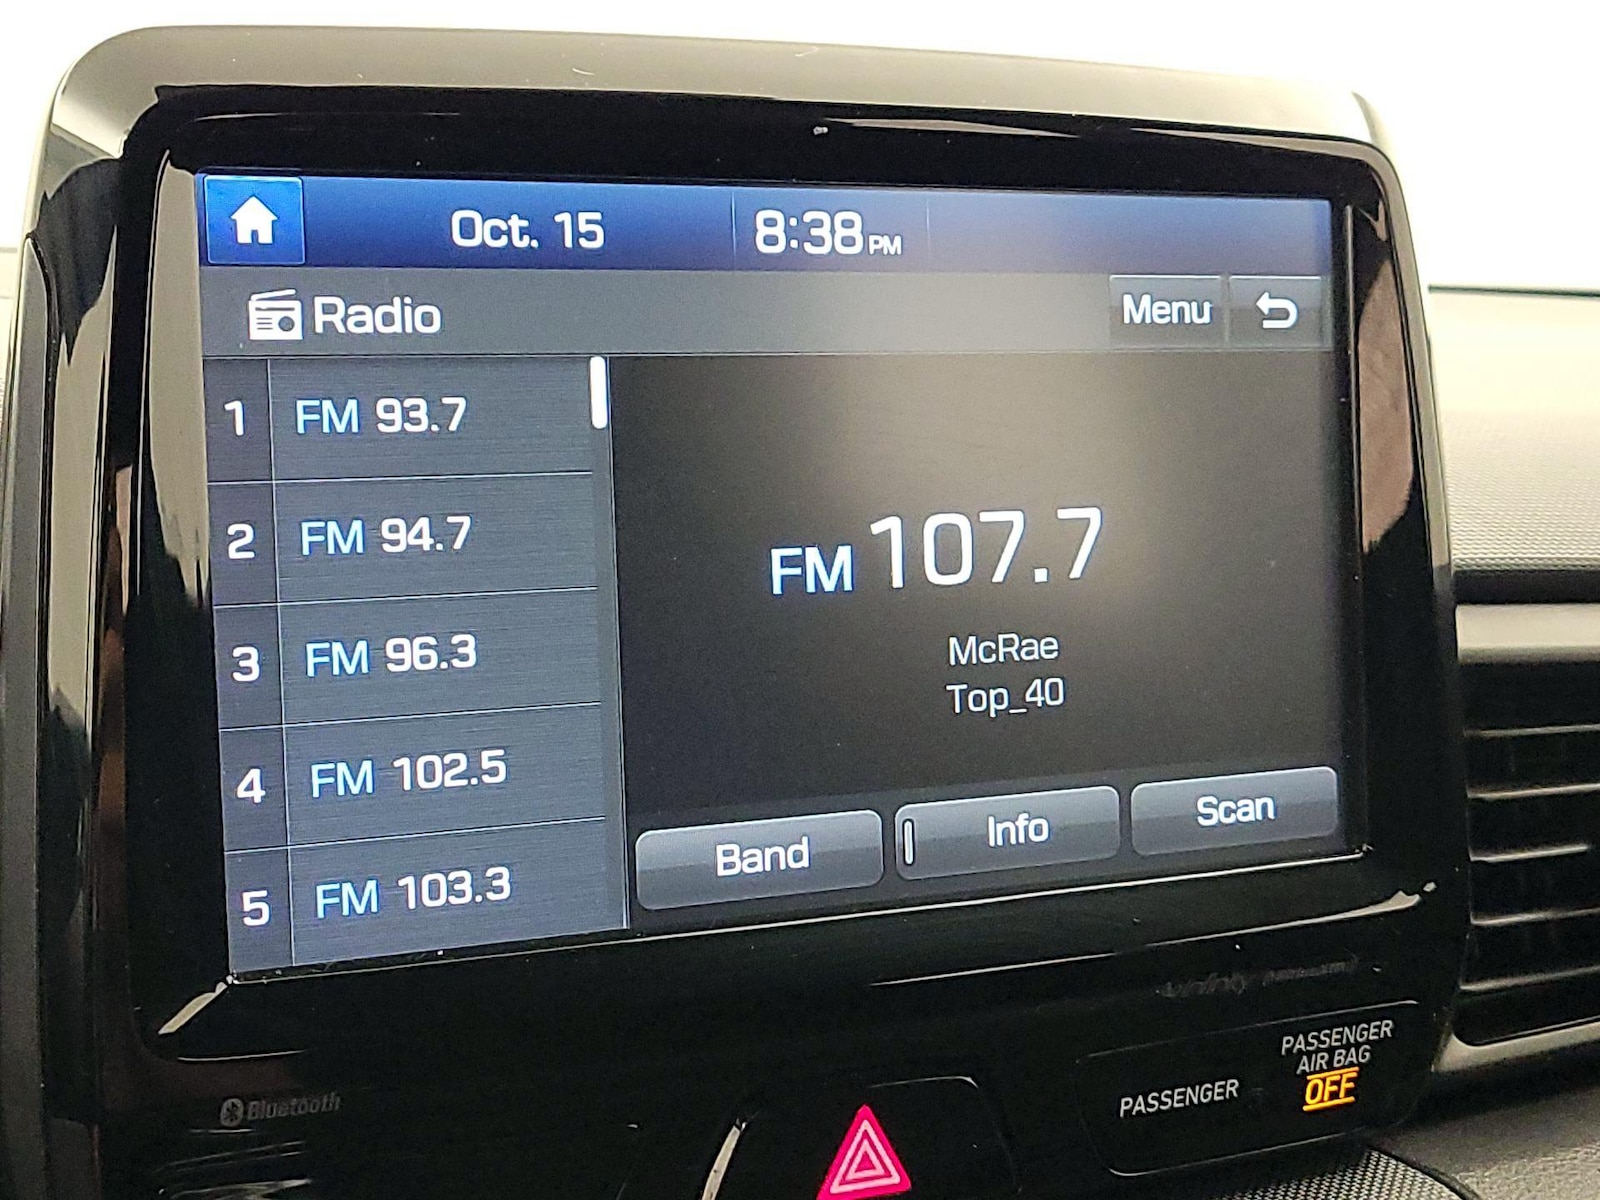 Oct. 15 8:38 PM
Radio
Menu
1 FM 93.7
2 FM 94.7
3 FM 96.3
4 FM 102.5
5 FM 103.3
FM 107.7
McRae
Top_40
Band Info Scan
Bluetooth
PASSENGER
PASSENGER
AIR BAG
OFF